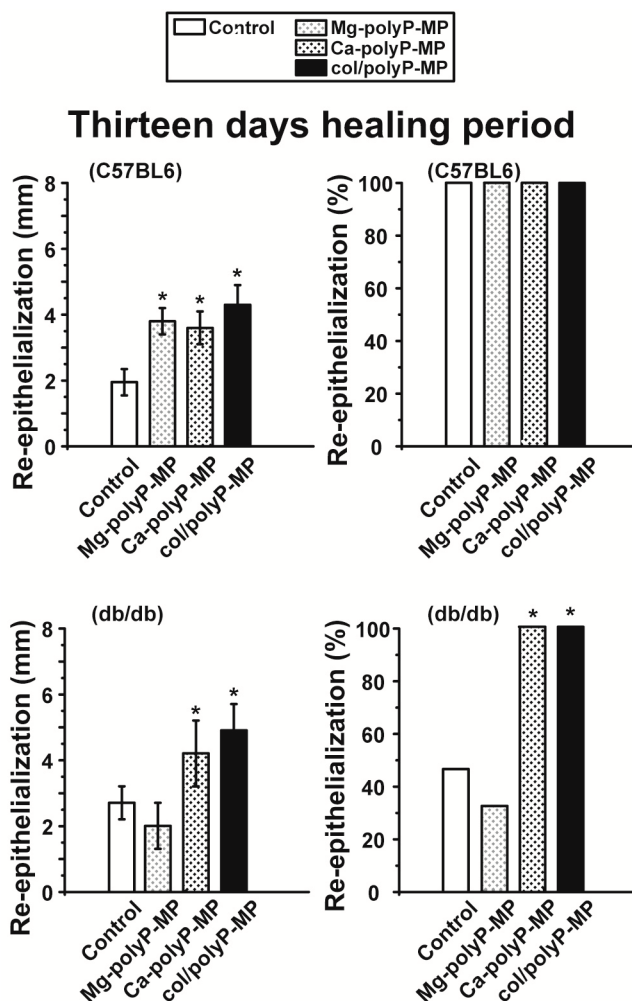 Control
Mg-polyP-MP
Ca-polyP-MP
col/polyP-MP
Thirteen days healing period
(C57BL6)
Re-epithelialization (mm)
8
6
4
2
0
* * *
Control
Mg-polyP-MP
Ca-polyP-MP
col/polyP-MP
(C57BL6)
Re-epithelialization (%)
100
80
60
40
20
0
Control
Mg-polyP-MP
Ca-polyP-MP
col/polyP-MP
(db/db)
Re-epithelialization (mm)
8
6
4
2
0
* *
Control
Mg-polyP-MP
Ca-polyP-MP
col/polyP-MP
(db/db)
Re-epithelialization (%)
100
80
60
40
20
0
* *
Control
Mg-polyP-MP
Ca-polyP-MP
col/polyP-MP